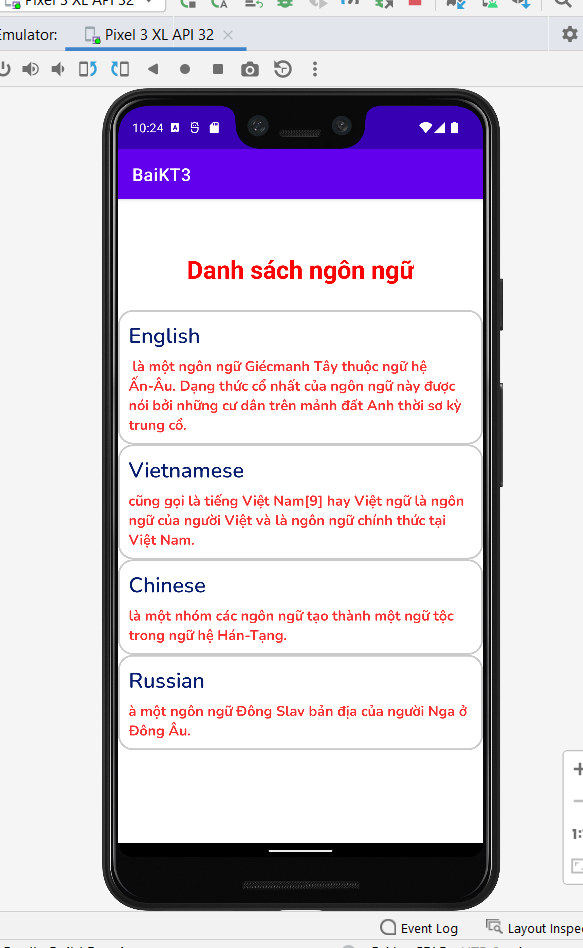 Pixel 3 XL API 32
Emulator:
Pixel 3 XL API 32
10:24
BaiKT3
Danh sách ngôn ngữ
English
là một ngôn ngữ Giécmanh Tây thuộc ngữ hệ
Ấn-Âu. Dạng thức cổ nhất của ngôn ngữ này được
nói bởi những cư dân trên mảnh đất Anh thời sơ kỳ
trung cổ.
Vietnamese
cũng gọi là tiếng Việt Nam[9] hay Việt ngữ là ngôn
ngữ của người Việt và là ngôn ngữ chính thức tại
Việt Nam.
Chinese
là một nhóm các ngôn ngữ tạo thành một ngữ tộc
trong ngữ hệ Hán-Tạng.
Russian
à một ngôn ngữ Đông Slav bản địa của người Nga ở
Đông Âu.
Event Log
Layout Inspe